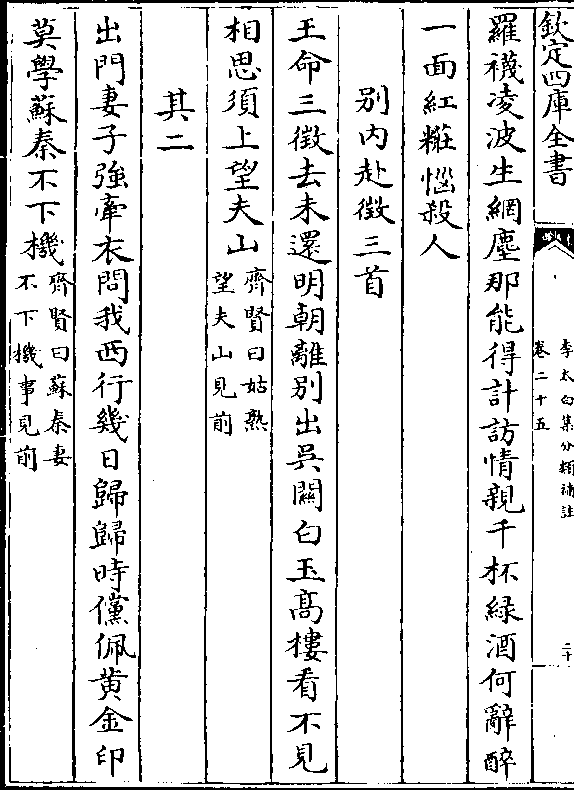 欽定四庫全書
李太白集分類補註
卷二十五
二十
羅襪凌波生網塵那能得計訪情親千杯緑酒何辭醉
一面紅糚惱殺人
别内赴徵三首
王命三徵去未還明朝離别出吳關白玉髙樓看不見
相思須上望夫山齊賢曰姑熟望夫山見前
其二
出門妻子強牽衣問我西行幾日歸歸時儻佩黄金印
莫學蘇秦不下機齊賢曰蘇秦妻不下機事見前